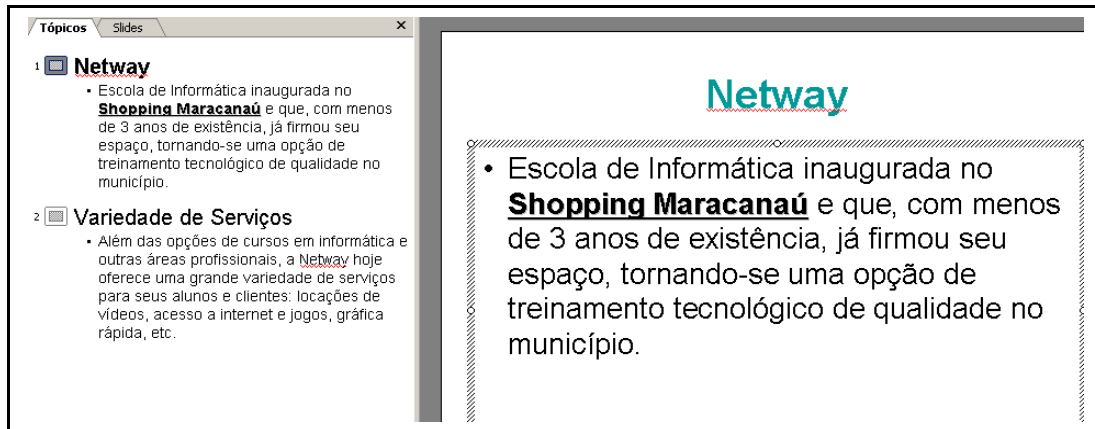 Tópicos Slides ×
1 Netway
• Escola de Informática inaugurada no
Shopping Maracanaú e que, com menos
de 3 anos de existência, já firmou seu
espaço, tornando-se uma opção de
treinamento tecnológico de qualidade no
município.
2 Variedade de Serviços
• Além das opções de cursos em informática e
outras áreas profissionais, a Netway hoje
oferece uma grande variedade de serviços
para seus alunos e clientes: locações de
vídeos, acesso a internet e jogos, gráfica
rápida, etc.
Netway
• Escola de Informática inaugurada no
Shopping Maracanaú e que, com menos
de 3 anos de existência, já firmou seu
espaço, tornando-se uma opção de
treinamento tecnológico de qualidade no
município.